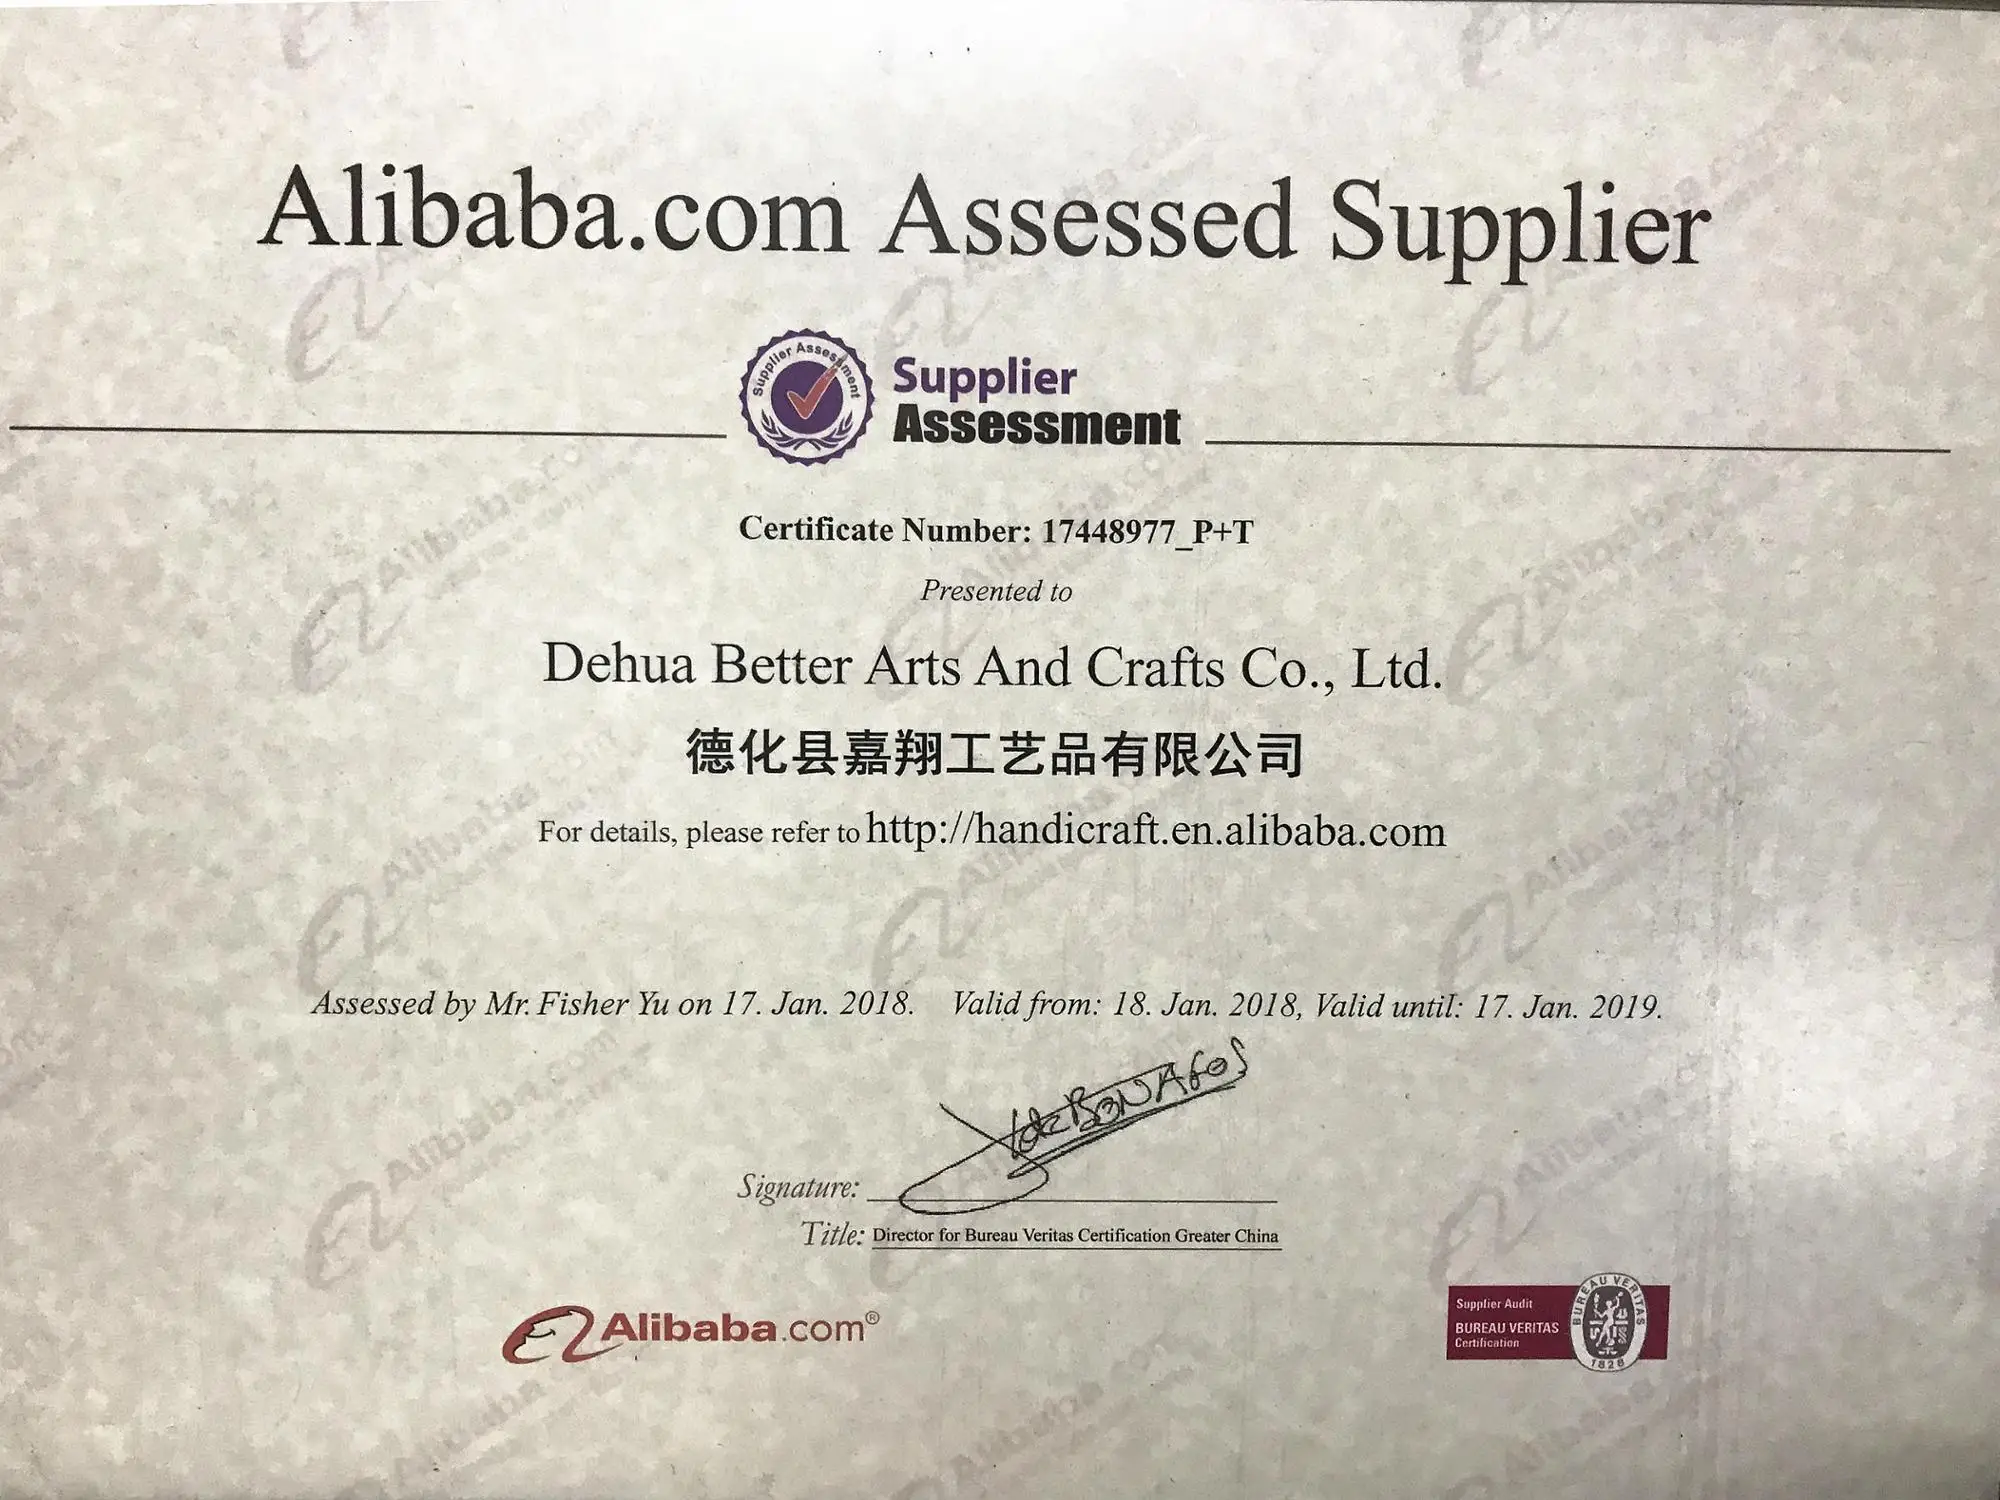 Alibaba.com Assessed Supplier
Supplier Assessment
Supplier
Assessment
Certificate Number: 17448977_P+T
Presented to
Dehua Better Arts And Crafts Co., Ltd.
德化县嘉翔工艺品有限公司
For details, please refer to http://handicraft.en.alibaba.com
Assessed by Mr. Fisher Yu on 17. Jan. 2018. Valid from: 18. Jan. 2018, Valid until: 17. Jan. 2019.
Signature:
Title: Director for Bureau Veritas Certification Greater China
Alibaba.com®
Supplier Audit
BUREAU VERITAS
Certification
BUREAU VERITAS
1828